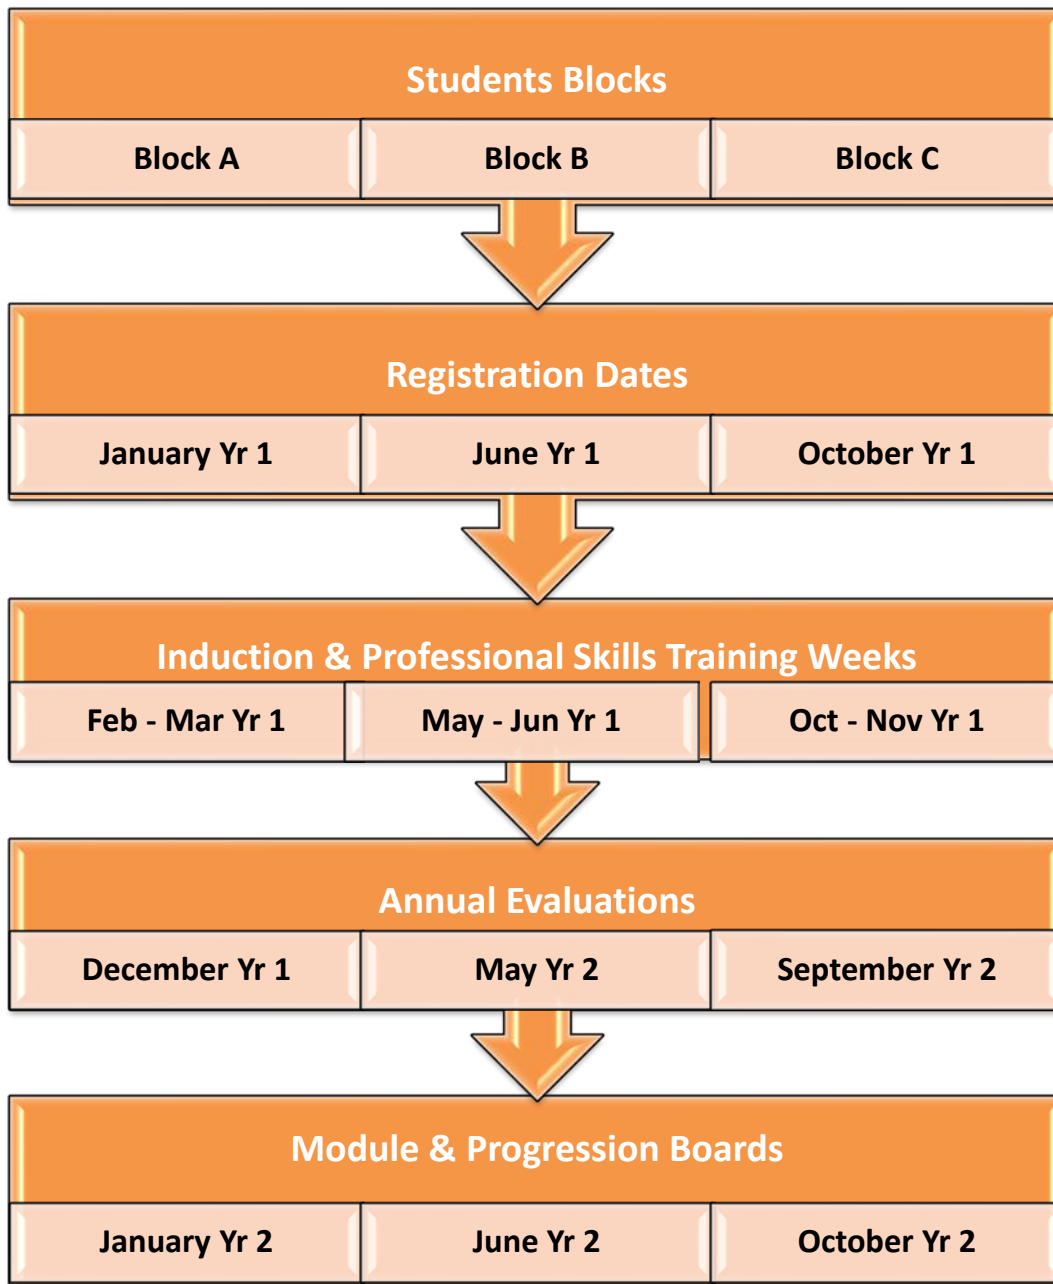 Students Blocks
Block A Block B Block C
Registration Dates
January Yr 1 June Yr 1 October Yr 1
Induction & Professional Skills Training Weeks
Feb - Mar Yr 1 May - Jun Yr 1 Oct - Nov Yr 1
Annual Evaluations
December Yr 1 May Yr 2 September Yr 2
Module & Progression Boards
January Yr 2 June Yr 2 October Yr 2